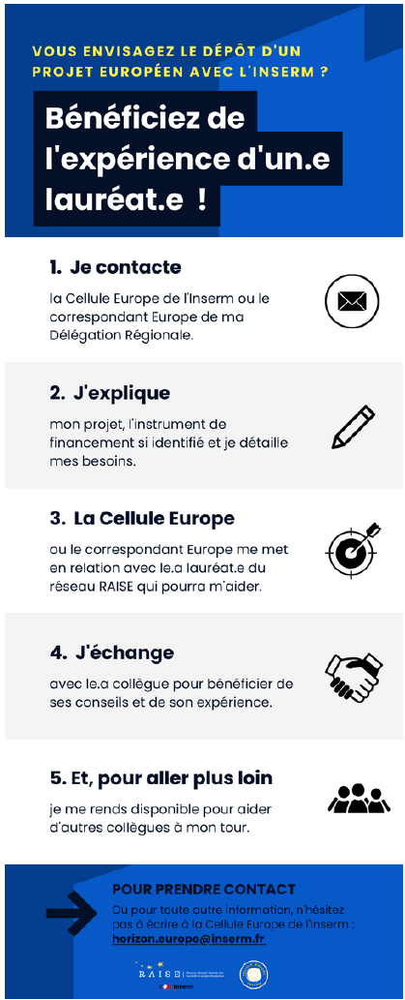 VOUS ENVISAGEZ LE DÉPÔT D'UN
PROJET EUROPÉEN AVEC L'INSERM ?
Bénéficiez de
l'expérience d'un.e
lauréat.e !
1. Je contacte
la Cellule Europe de l'Inserm ou le
correspondant Europe de ma
Délégation Régionale.
2. J'explique
mon projet, l'instrument de
financement si identifié et je détaille
mes besoins.
3. La Cellule Europe
ou le correspondant Europe me met
en relation avec le.a lauréat.e du
réseau RAISE qui pourra m'aider.
4. J'échange
avec le.a collègue pour bénéficier de
ses conseils et de son expérience.
5. Et, pour aller plus loin
je me rends disponible pour aider
d'autres collègues à mon tour.
POUR PRENDRE CONTACT
Ou pour toute autre information, n'hésitez
pas à écrire à la Cellule Europe de l'Inserm :
horizon.europe@inserm.fr
RAISE
Inserm